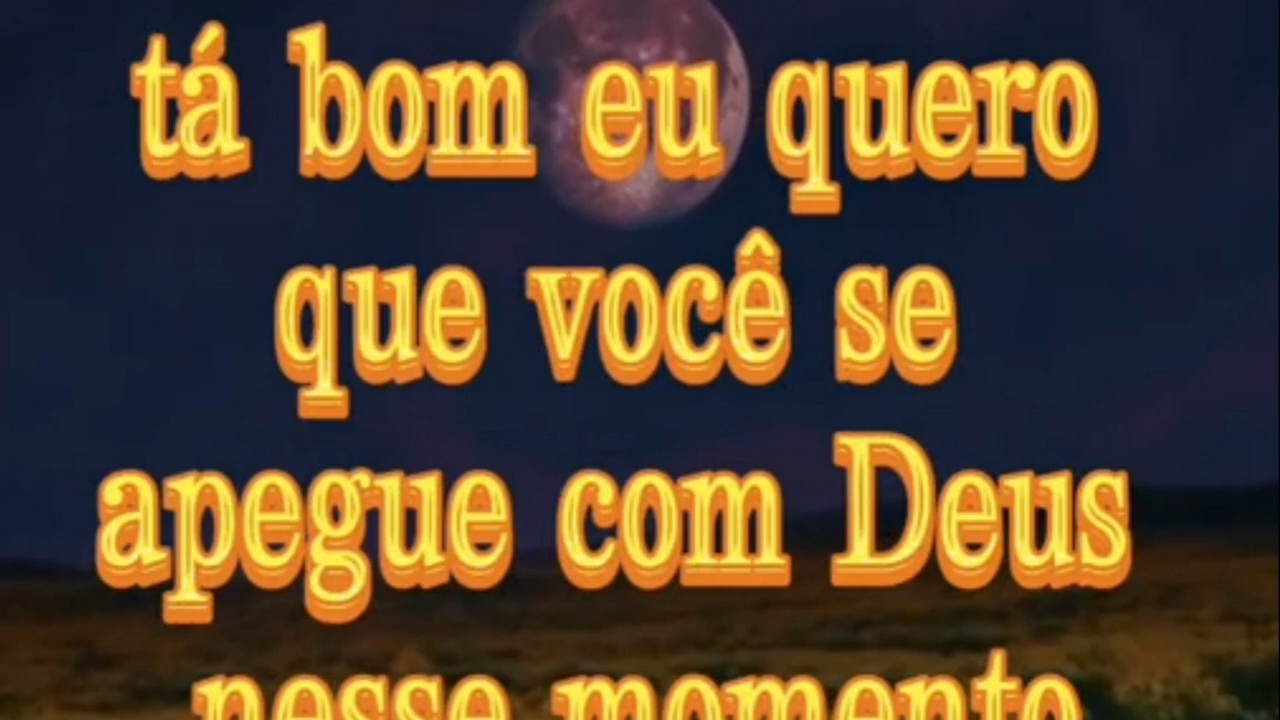 tá bom eu quero
que você se
apegue com Deus
nesse momento